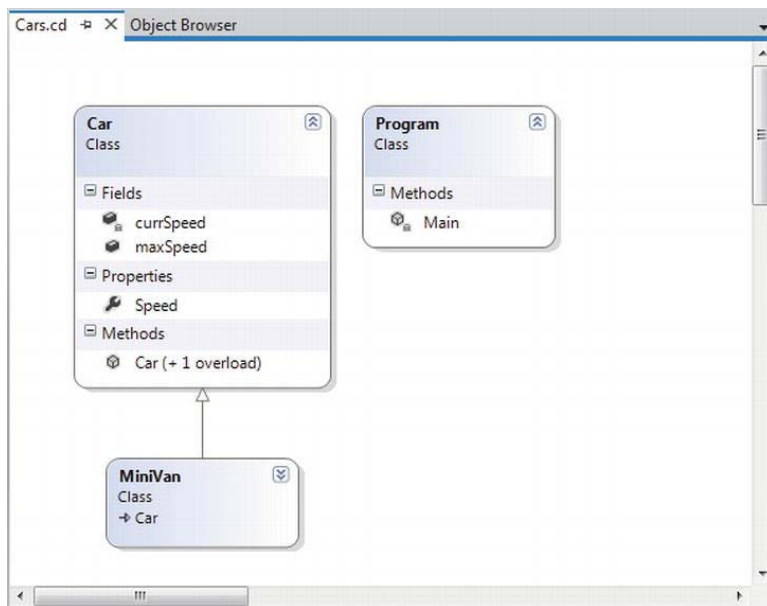 Cars.cd Object Browser
Car
Class
Fields
currSpeed
maxSpeed
Properties
Speed
Methods
Car (+ 1 overload)
Program
Class
Methods
Main
MiniVan
Class
Car